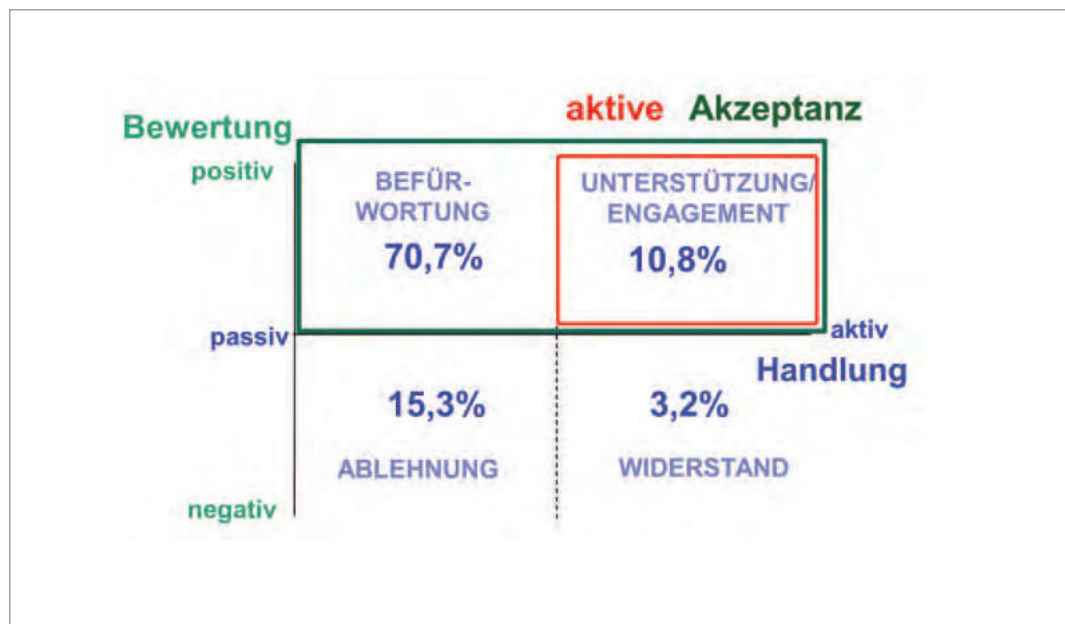 aktive Akzeptanz
Bewertung
positiv
BEFÜR-
WORTUNG
70,7%
UNTERSTÜTZUNG/
ENGAGEMENT
10,8%
passiv
aktiv
Handlung
15,3%
3,2%
ABLEHNUNG
WIDERSTAND
negativ